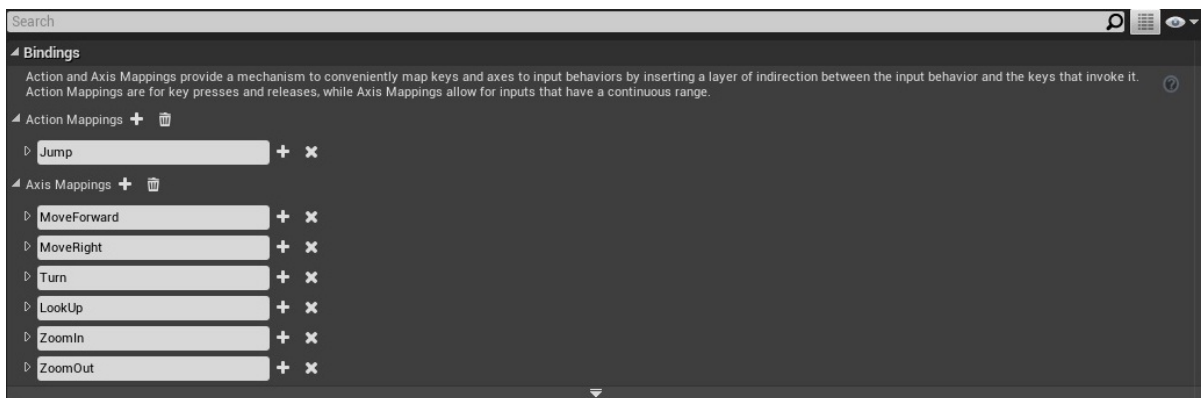 Search
Bindings
Action and Axis Mappings provide a mechanism to conveniently map keys and axes to input behaviors by inserting a layer of indirection between the input behavior and the keys that invoke it.
Action Mappings are for key presses and releases, while Axis Mappings allow for inputs that have a continuous range.
Action Mappings
Jump
Axis Mappings
MoveForward
MoveRight
Turn
LookUp
ZoomIn
ZoomOut